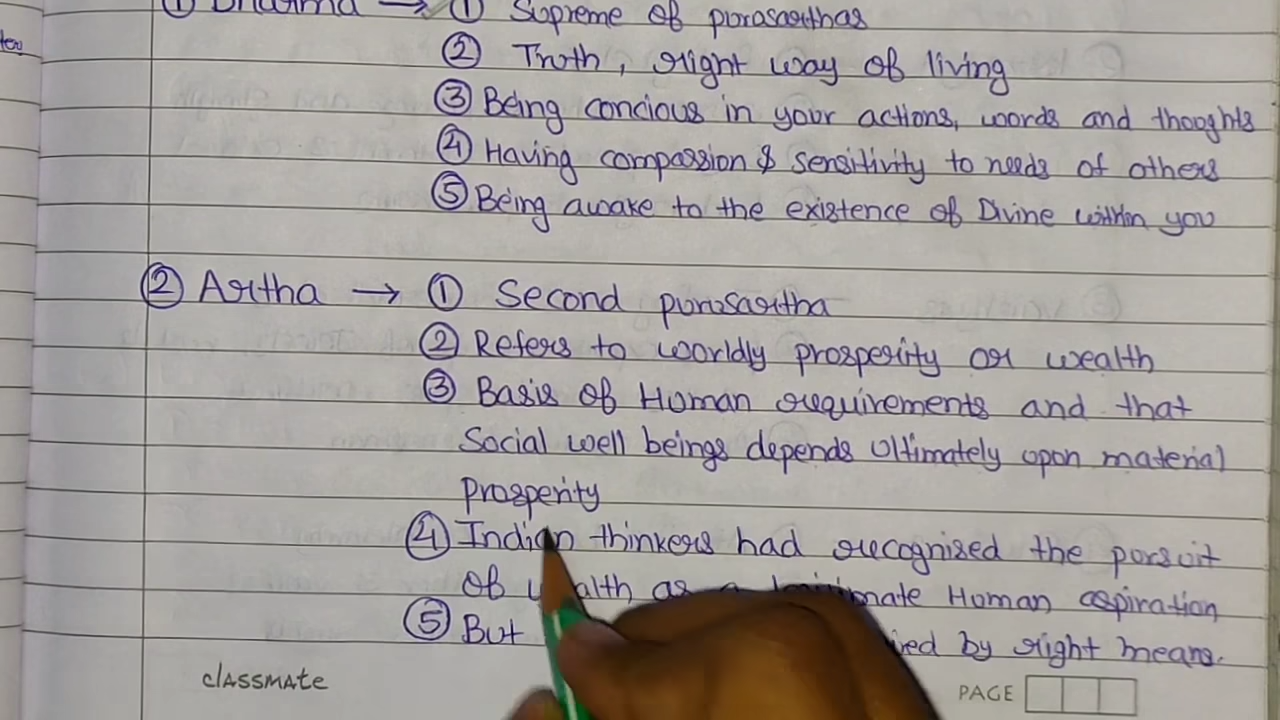 ① Dharma → ① Supreme of purasarthas
② Truth, right way of living
③ Being concious in your actions, words and thoughts
④ Having compassion & sensitivity to needs of others
⑤ Being awake to the existence of Divine within you
② Artha → ① Second purusartha
② Refers to worldly prosperity or wealth
③ Basis of Human requirements and that
Social well beings depends Ultimately upon material
Prosperity
④ Indian thinkers had recognised the pursuit
of wealth as a Human aspiration
⑤ But by right means.
classmate
PAGE